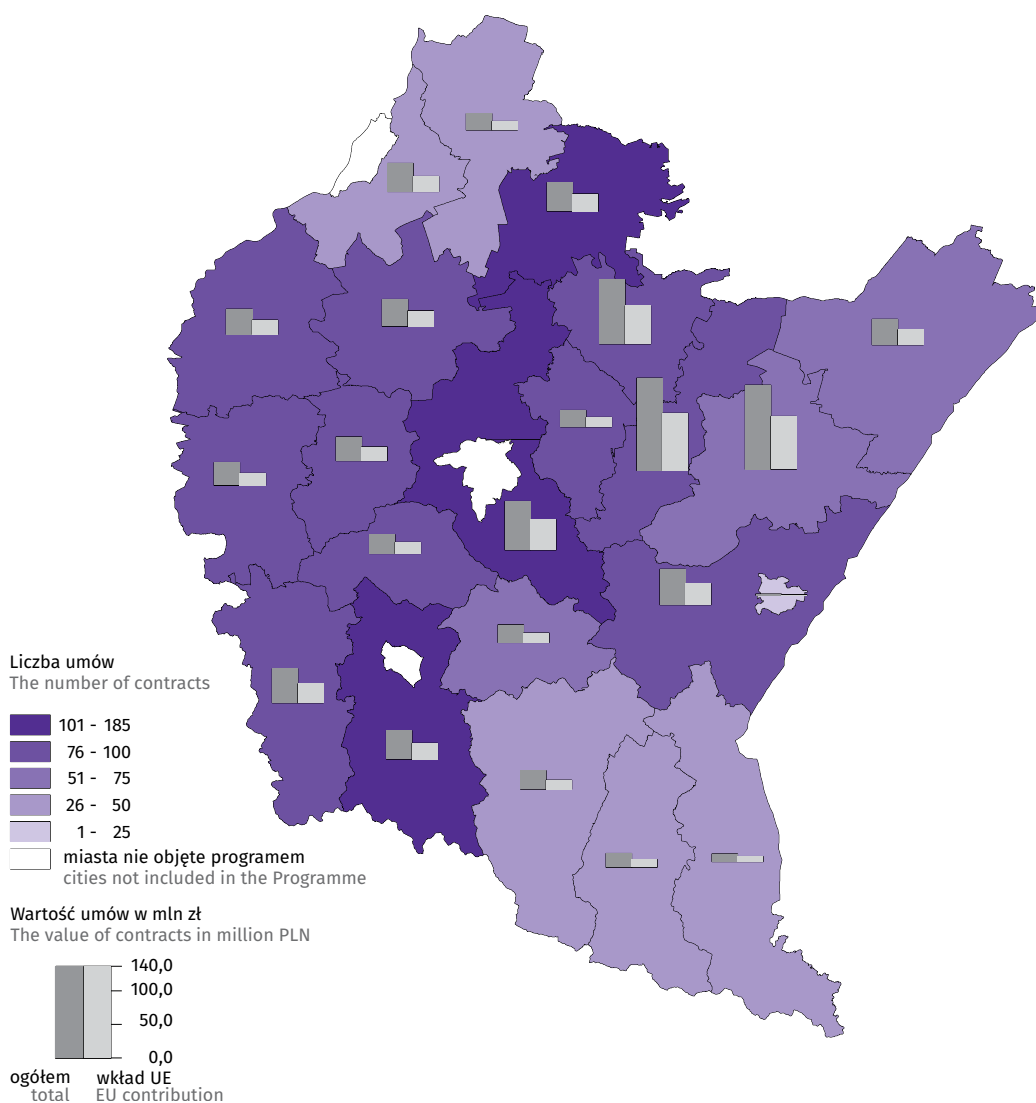 Liczba umów
The number of contracts
101 - 185
76 - 100
51 - 75
26 - 50
1 - 25
miasta nie objęte programem
cities not included in the Programme
Wartość umów w mln zł
The value of contracts in million PLN
140,0
100,0
50,0
0,0
ogółem wkład UE
total EU contribution